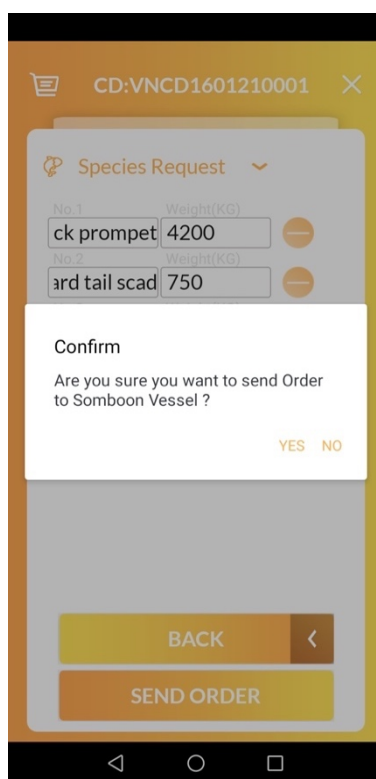 CD:VNCD1601210001
Species Request
No.1 Weight(KG)
ck prompet 4200
No.2 Weight(KG)
ard tail scad 750
Confirm
Are you sure you want to send Order
to Somboon Vessel ?
YES NO
BACK
SEND ORDER